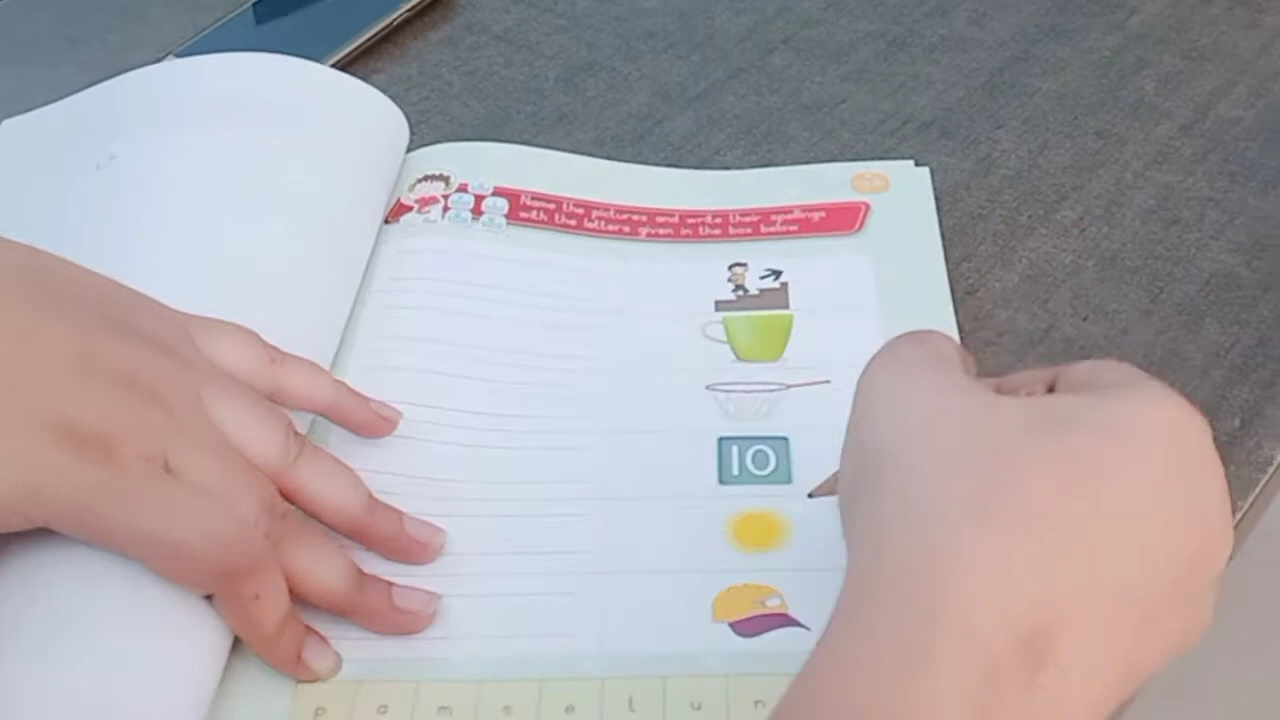 Name the pictures and write their spellings
with the letters given in the box below
10
p a m s e t u n